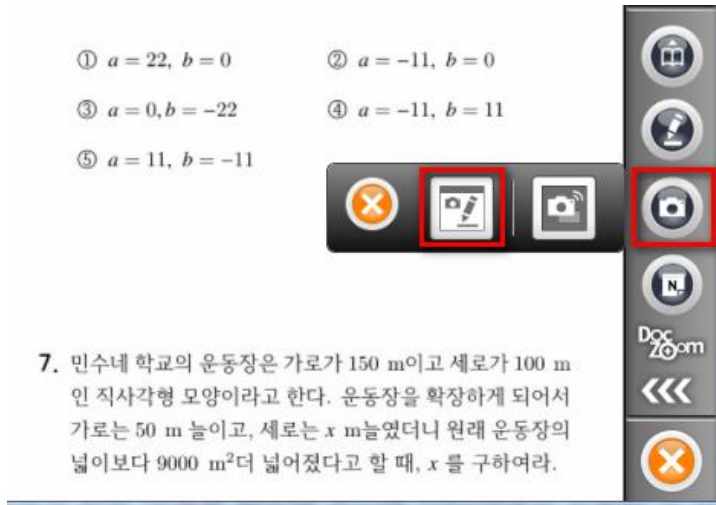 ① a = 22, b = 0 ② a = −11, b = 0
③ a = 0, b = −22 ④ a = −11, b = 11
⑤ a = 11, b = −11
N
Doc
Zoom
7. 민수네 학교의 운동장은 가로가 150 m이고 세로가 100 m
인 직사각형 모양이라고 한다. 운동장을 확장하게 되어서
가로는 50 m 늘이고, 세로는 x m늘였더니 원래 운동장의
넓이보다 9000 m²더 넓어졌다고 할 때, x 를 구하여라.